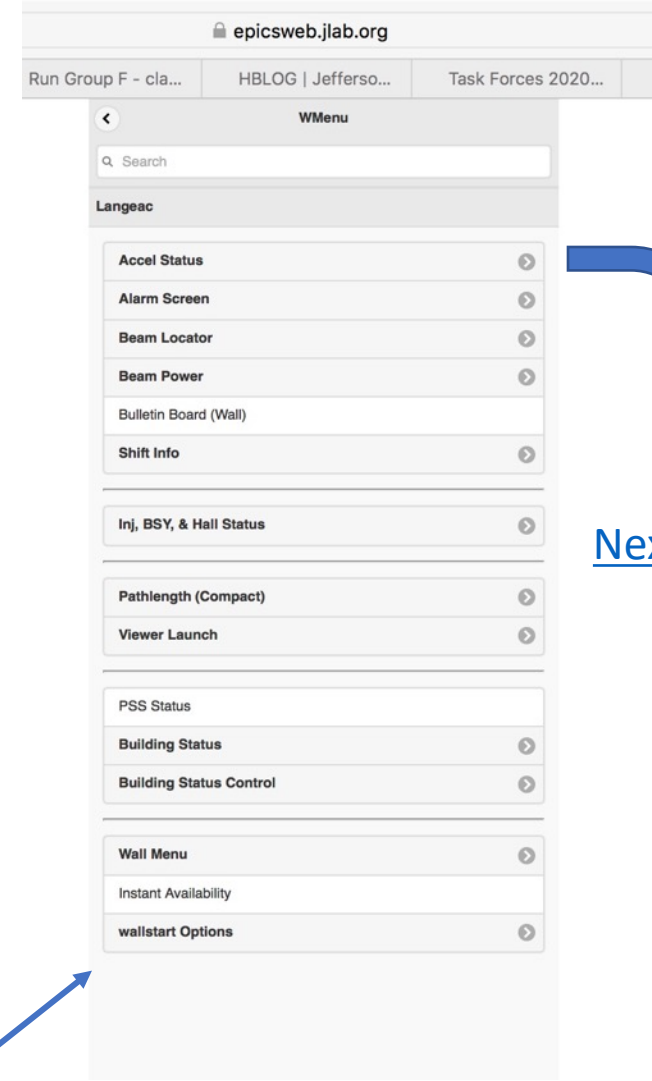 epicsweb.jlab.org
Run Group F - cla... HBLOG | Jefferso... Task Forces 2020...
WMenu
Search
Langeac
Accel Status
Alarm Screen
Beam Locator
Beam Power
Bulletin Board (Wall)
Shift Info
Inj, BSY, & Hall Status
Nex
Pathlength (Compact)
Viewer Launch
PSS Status
Building Status
Building Status Control
Wall Menu
Instant Availability
wallstart Options